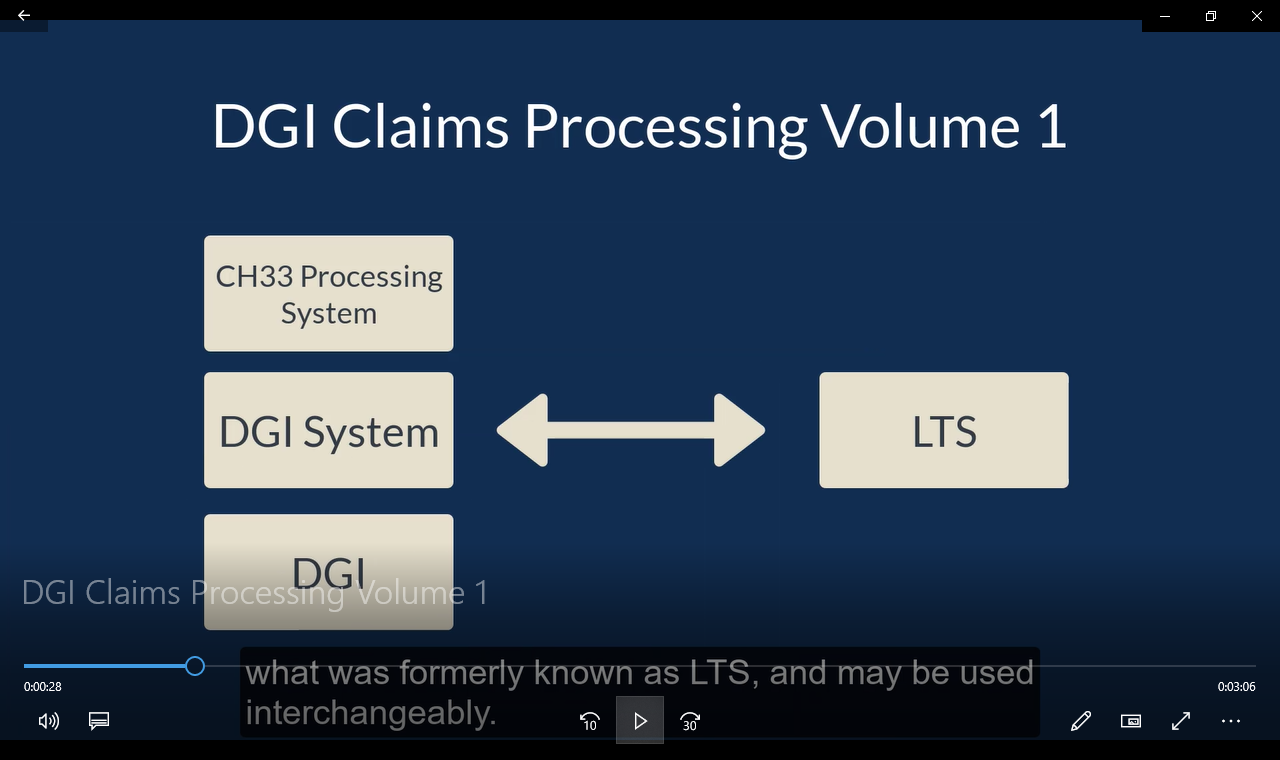 DGI Claims Processing Volume 1
CH33 Processing
System
DGI System
LTS
DGI
DGI Claims Processing Volume 1
what was formerly known as LTS, and may be used
interchangeably.
0:00:28
0:03:06
10
30